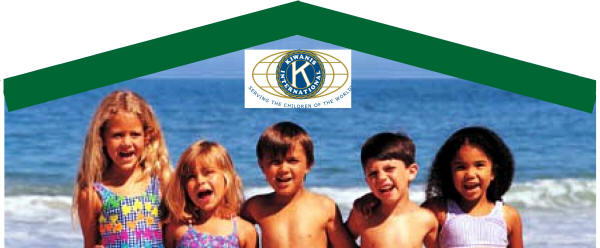 KIWANIS
K
INTERNATIONAL
SERVING THE CHILDREN OF THE WORLD